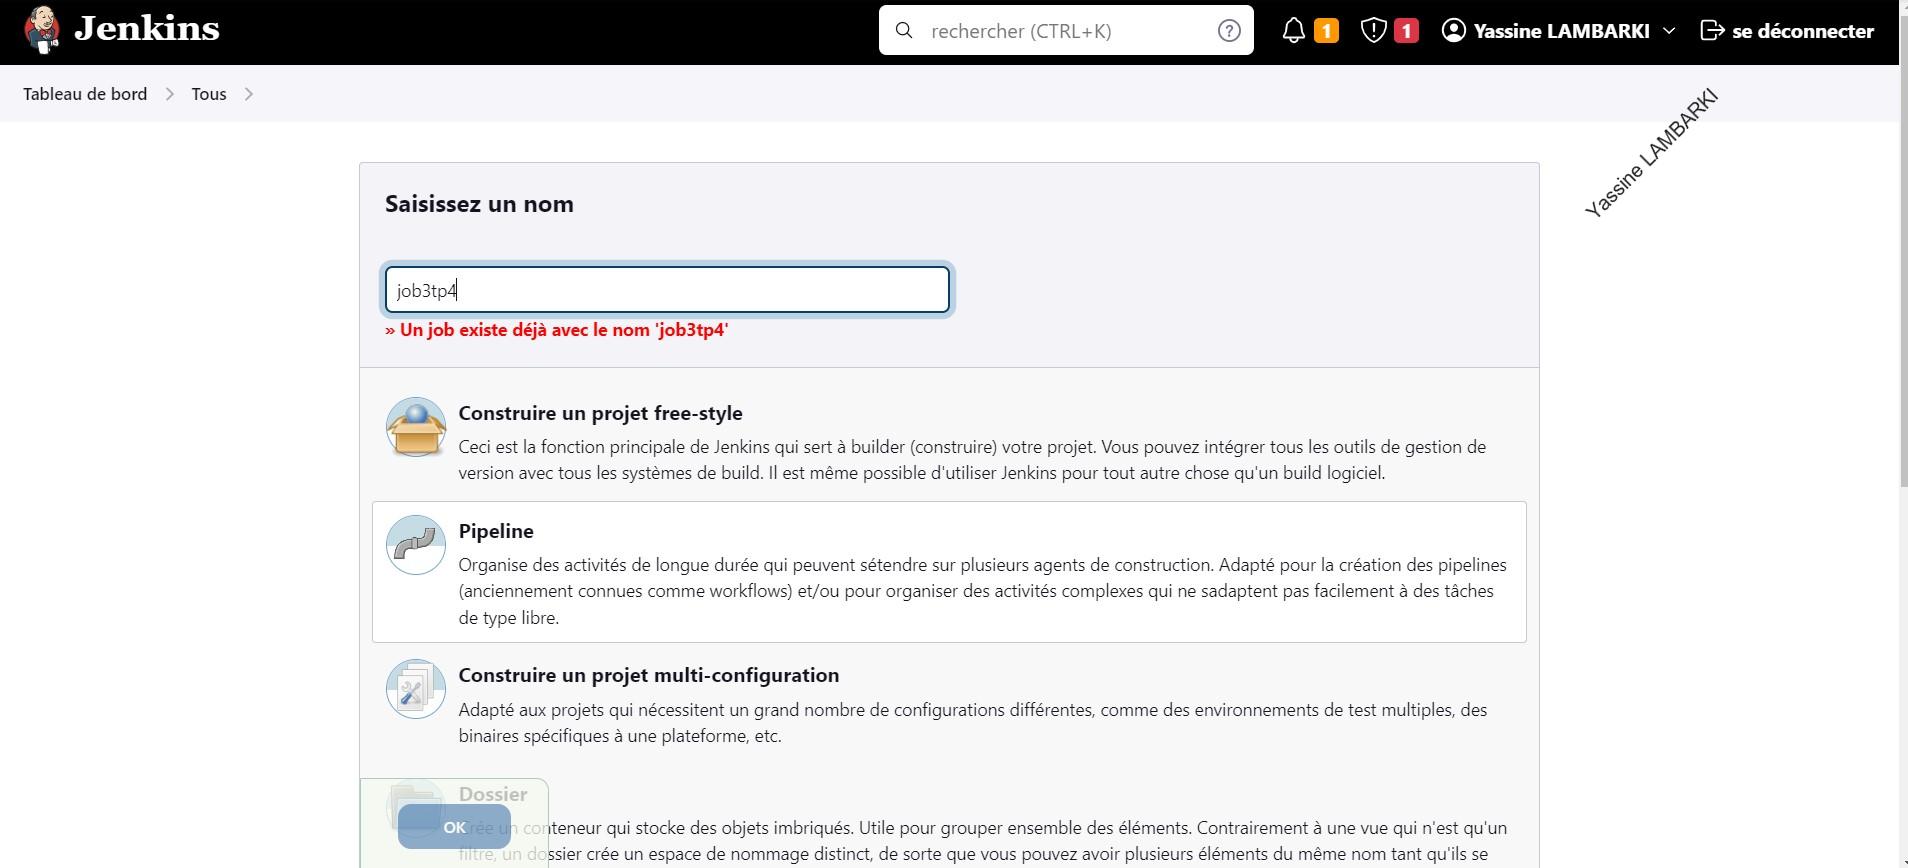 Jenkins
rechercher (CTRL+K)
1
1
Yassine LAMBARKI
se déconnecter
Tableau de bord
Tous
Yassine LAMBARKI
Saisissez un nom
job3tp4
» Un job existe déjà avec le nom 'job3tp4'
Construire un projet free-style
Ceci est la fonction principale de Jenkins qui sert à builder (construire) votre projet. Vous pouvez intégrer tous les outils de gestion de
version avec tous les systèmes de build. Il est même possible d'utiliser Jenkins pour tout autre chose qu'un build logiciel.
Pipeline
Organise des activités de longue durée qui peuvent sétendre sur plusieurs agents de construction. Adapté pour la création des pipelines
(anciennement connues comme workflows) et/ou pour organiser des activités complexes qui ne sadaptent pas facilement à des tâches
de type libre.
Construire un projet multi-configuration
Adapté aux projets qui nécessitent un grand nombre de configurations différentes, comme des environnements de test multiples, des
binaires spécifiques à une plateforme, etc.
Dossier
OK
Crée un conteneur qui stocke des objets imbriqués. Utile pour grouper ensemble des éléments. Contrairement à une vue qui n'est qu'un
filtre, un dossier crée un espace de nommage distinct, de sorte que vous pouvez avoir plusieurs éléments du même nom tant qu'ils se